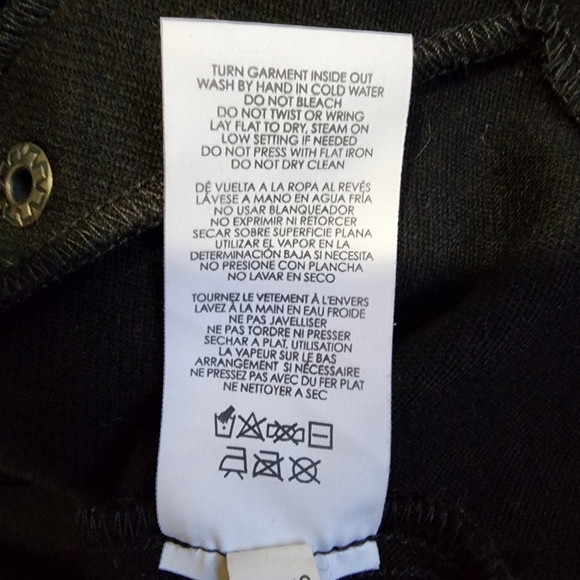 TURN GARMENT INSIDE OUT
WASH BY HAND IN COLD WATER
DO NOT BLEACH
DO NOT TWIST OR WRING
LAY FLAT TO DRY, STEAM ON
LOW SETTING IF NEEDED
DO NOT PRESS WITH FLAT IRON
DO NOT DRY CLEAN
DÉ VUELTA A LA ROPA AL REVÉS
LÁVESE A MANO EN AGUA FRÍA
NO USAR BLANQUEADOR
NO EXPRIMIR NI RETORCER
SECAR SOBRE SUPERFICIE PLANA
UTILIZAR EL VAPOR EN LA
DETERMINACIÓN BAJA SI NECESITA
NO PRESIONE CON PLANCHA
NO LAVAR EN SECO
TOURNEZ LE VETEMENT À L'ENVERS
LAVEZ À LA MAIN EN EAU FROIDE
NE PAS JAVELLISER
NE PAS TORDRE NI PRESSER
SECHAR A PLAT, UTILISATION
LA VAPEUR SUR LE BAS
ARRANGEMENT SI NÉCESSAIRE
NE PRESSEZ PAS AVEC DU FER PLAT
NE NETTOYER A SEC